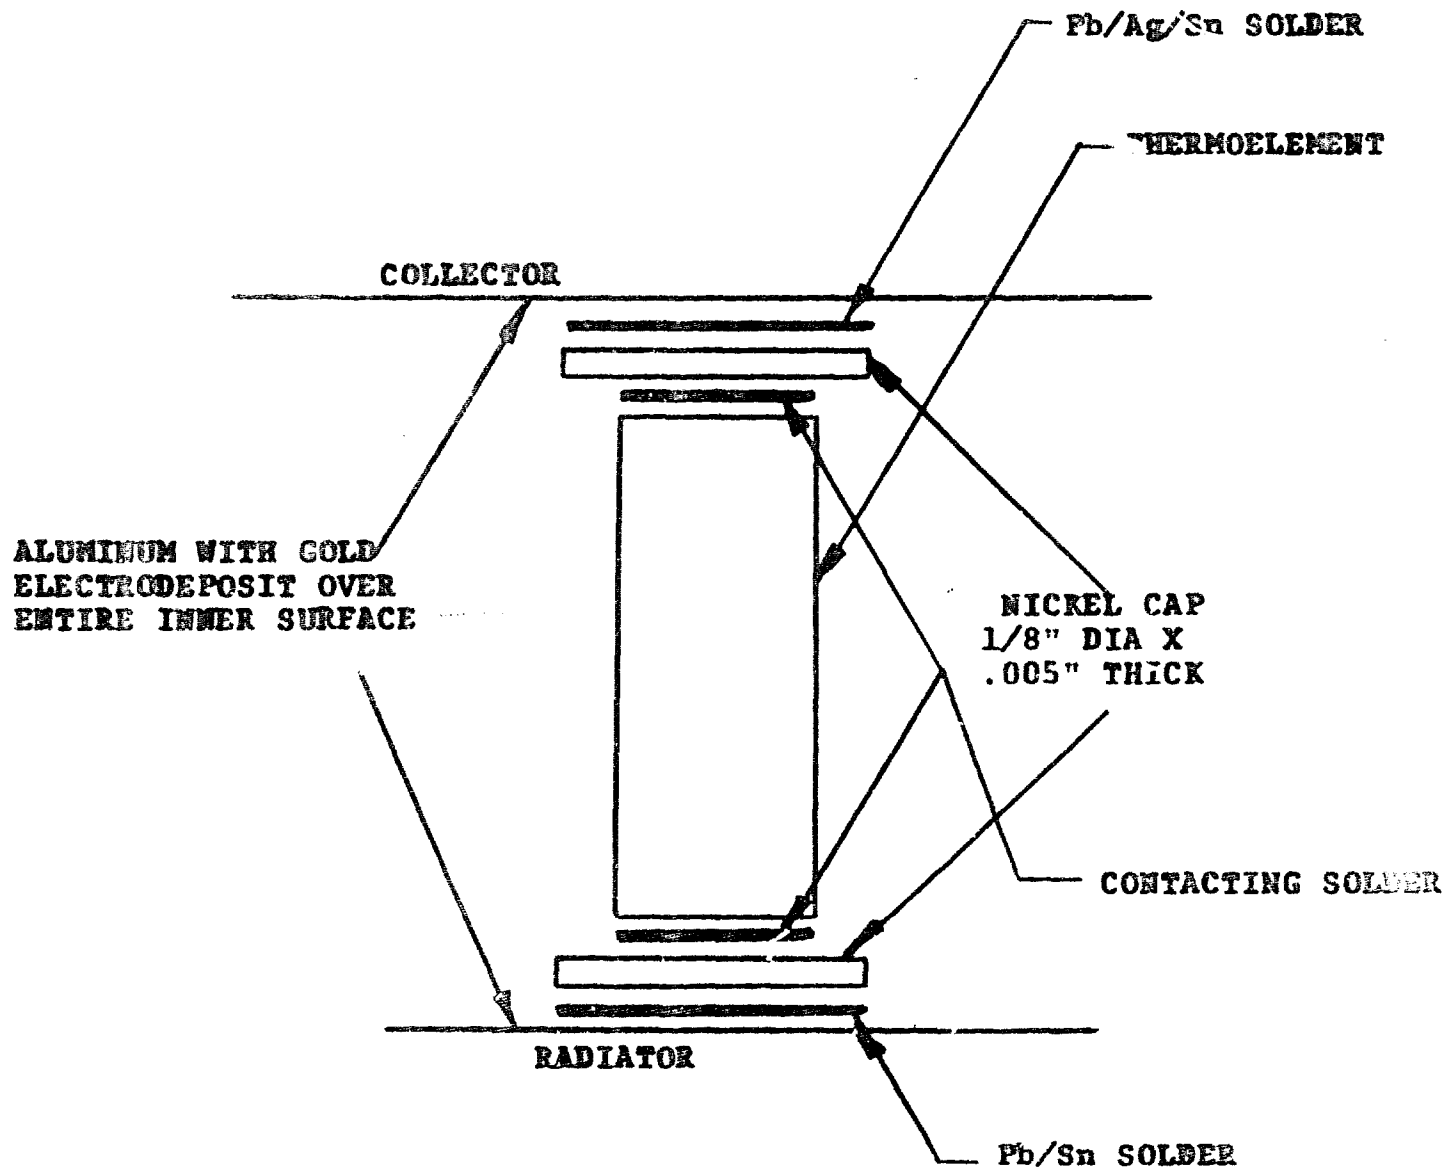 Pb/Ag/Sn SOLDER
THERMOELEMENT
COLLECTOR
ALUMINUM WITH GOLD
ELECTRODEPOSIT OVER
ENTIRE INNER SURFACE
NICKEL CAP
1/8" DIA X
.005" THICK
CONTACTING SOLDER
RADIATOR
Pb/Sn SOLDER